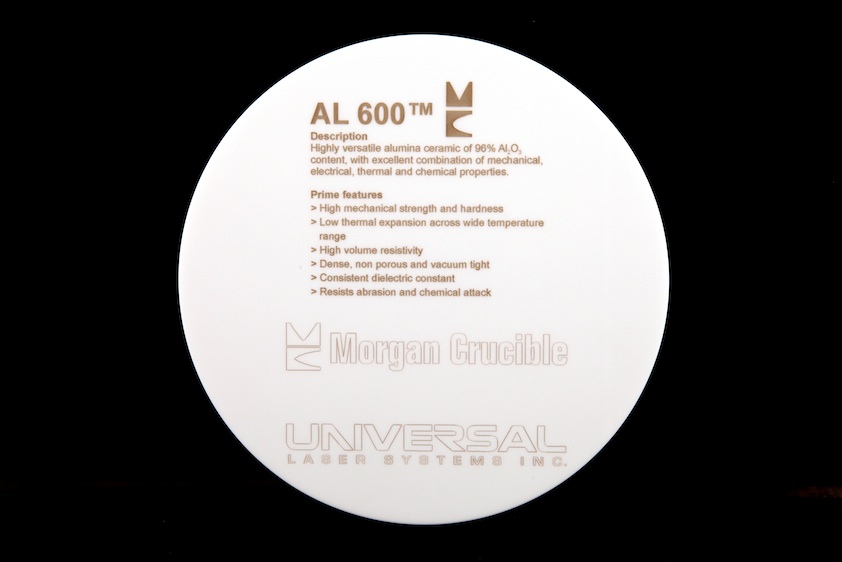 AL 600™
Description
Highly versatile alumina ceramic of 96% Al₂O₃
content, with excellent combination of mechanical,
electrical, thermal and chemical properties.
Prime features
> High mechanical strength and hardness
> Low thermal expansion across wide temperature
range
> High volume resistivity
> Dense, non porous and vacuum tight
> Consistent dielectric constant
> Resists abrasion and chemical attack
Morgan Crucible
UNIVERSAL
LASER SYSTEMS INC.